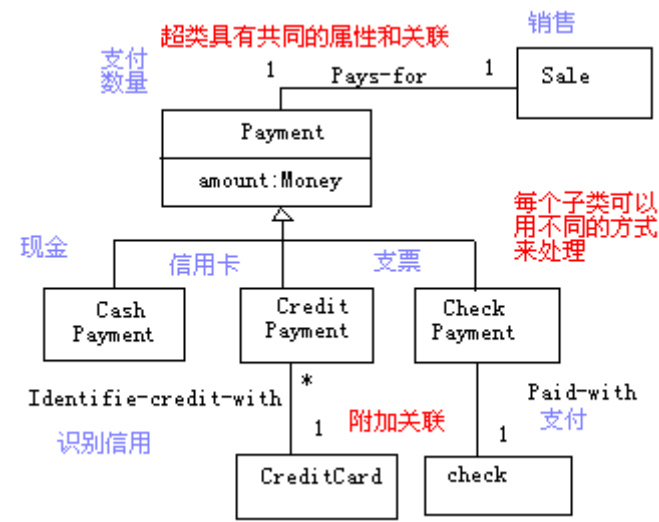 超类具有共同的属性和关联
销售
支付
数量
1
Pays-for
1
Sale
Payment
amount:Money
每个子类可以
用不同的方式
来处理
现金
信用卡
支票
Cash
Payment
Credit
Payment
Check
Payment
Identifie-credit-with
*
Paid-with
识别信用
1
附加关联
支付
1
CreditCard
check